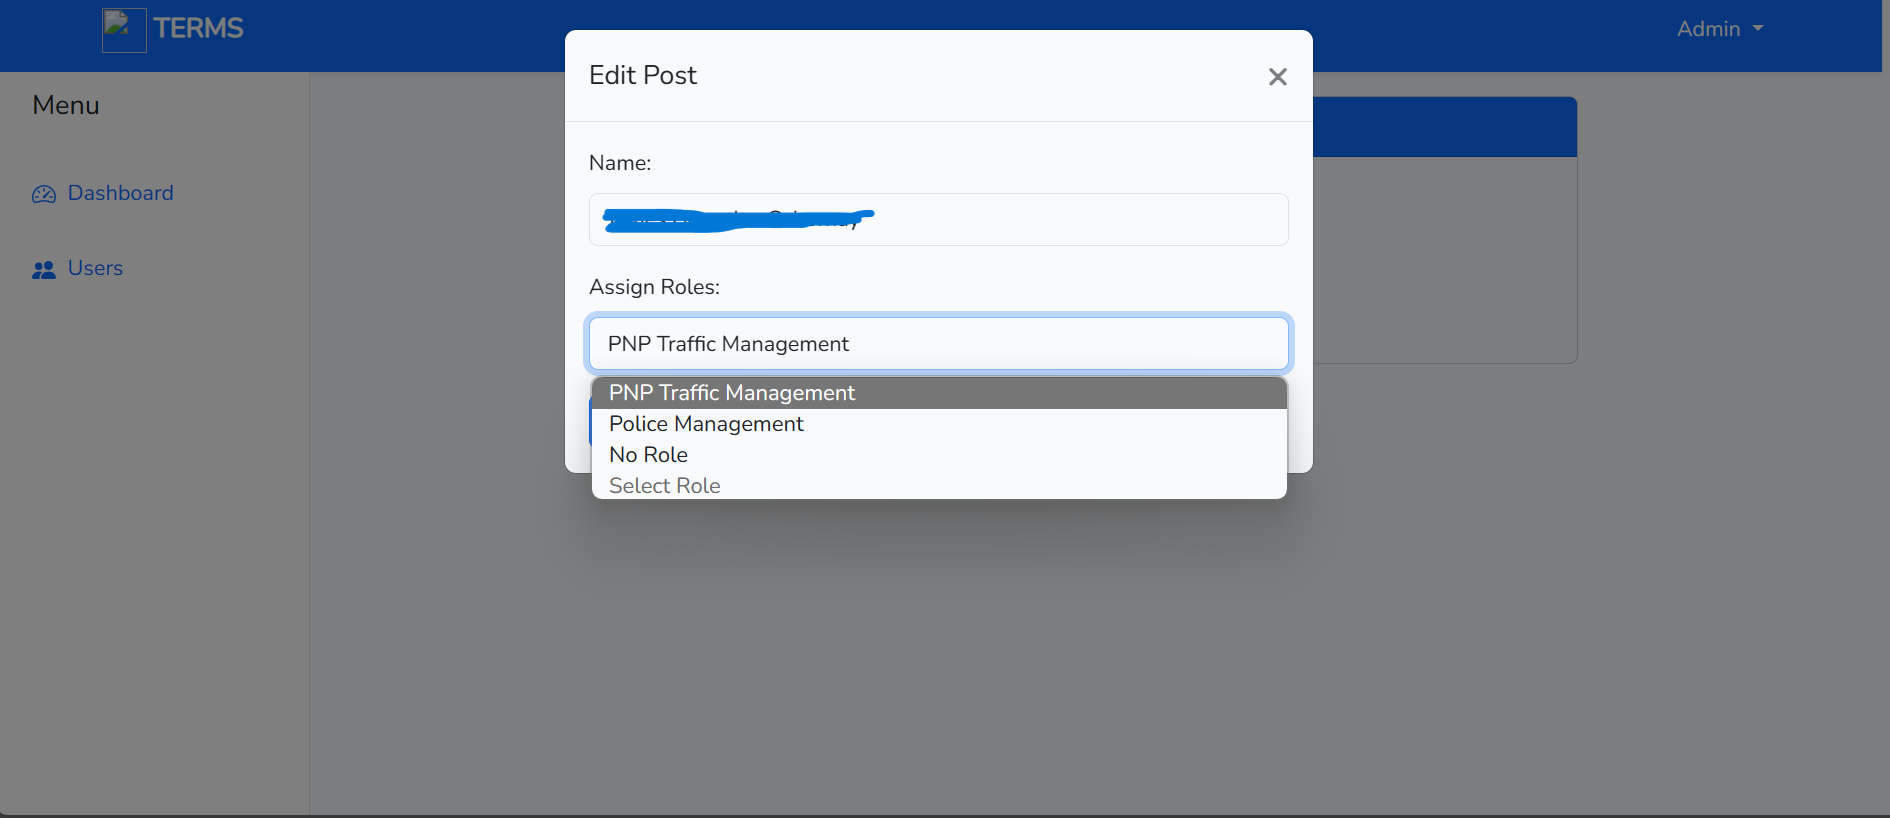 TERMS
Admin
Menu
Dashboard
Users
Edit Post
Name:
Assign Roles:
PNP Traffic Management
PNP Traffic Management
Police Management
No Role
Select Role